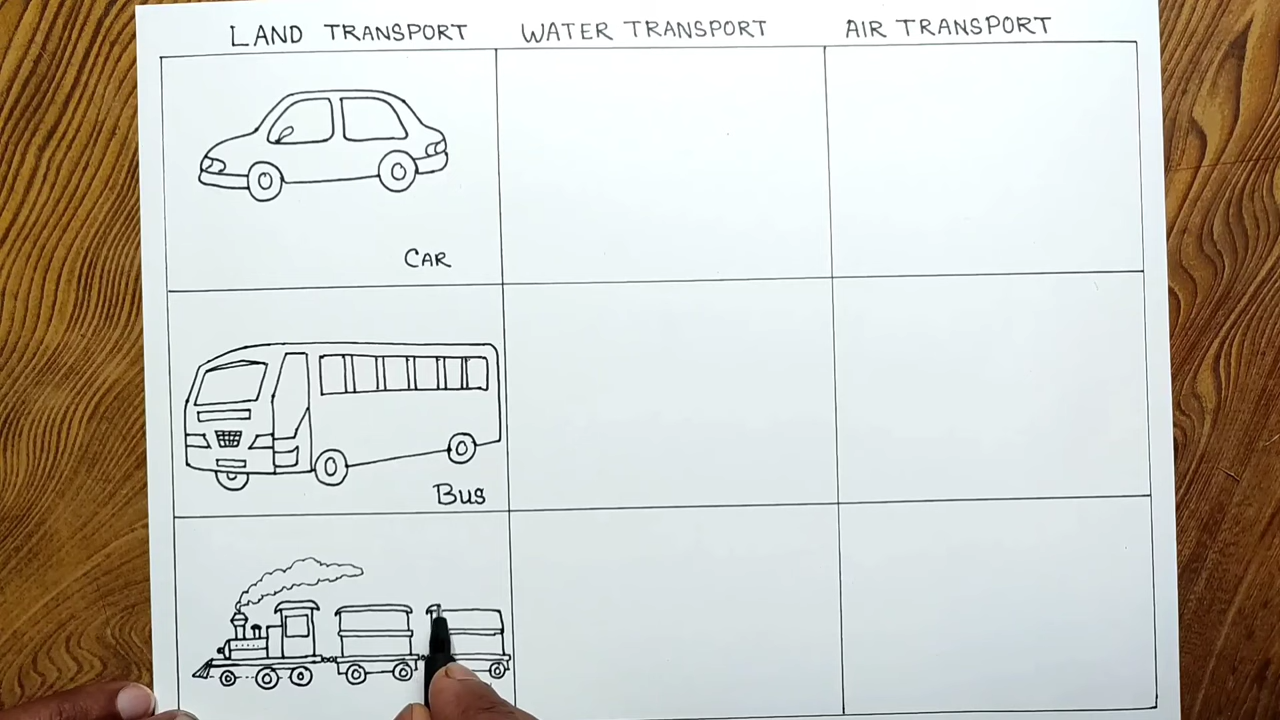 LAND TRANSPORT
WATER TRANSPORT
AIR TRANSPORT
CAR
BUS